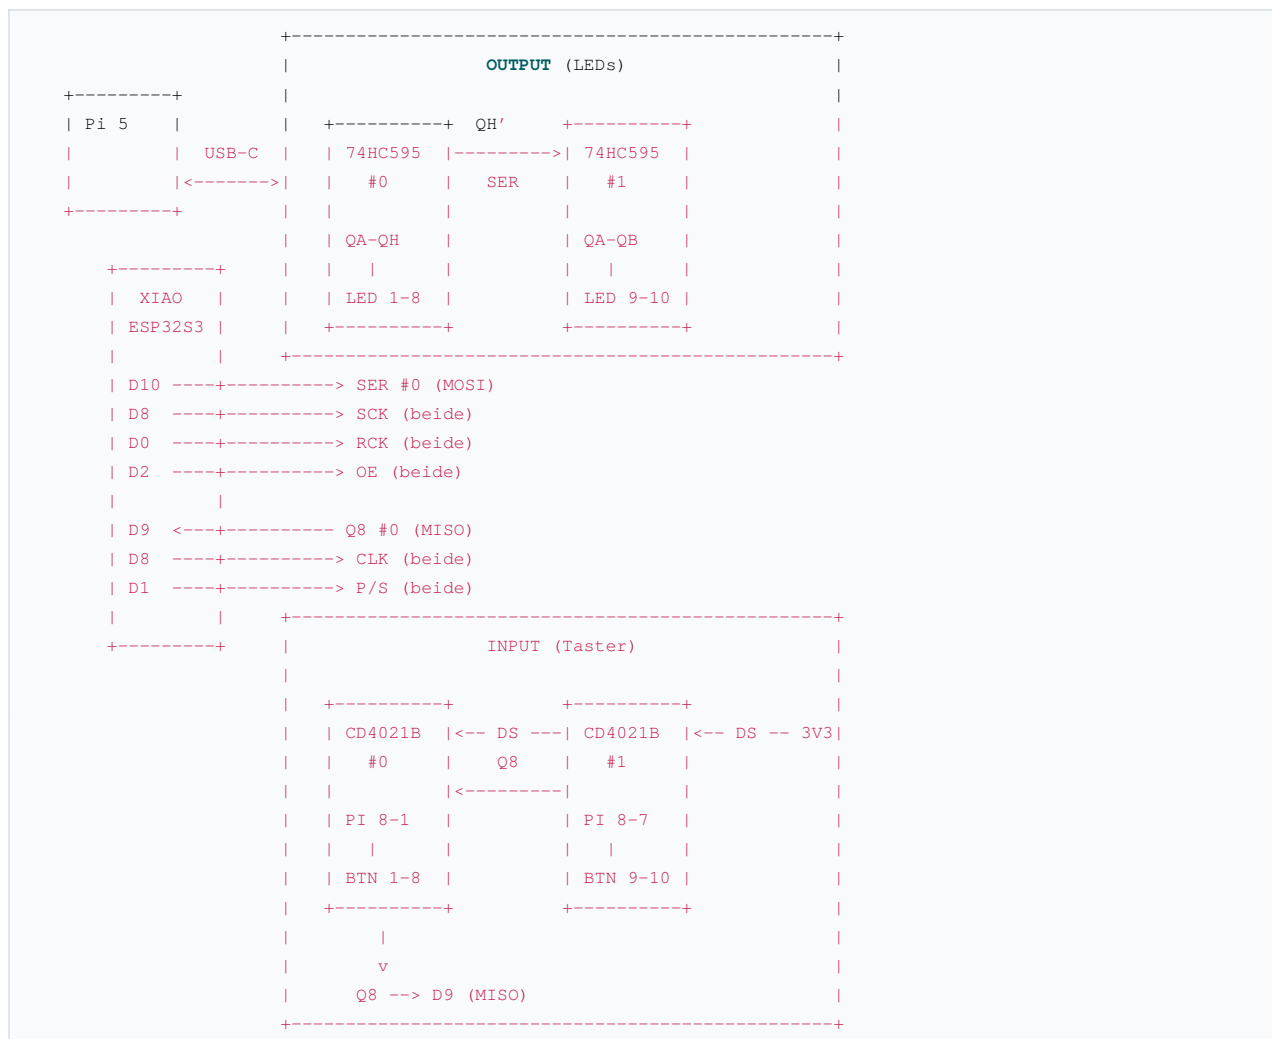 +--------------------------------------------------+
|                  OUTPUT (LEDs)                    |
+---------+         |                                                   |
| Pi 5    |         |   +----------+  QH'     +----------+             |
|         |  USB-C  |   | 74HC595  |--------->| 74HC595  |             |
|         |<------->|   |   #0     |   SER    |   #1     |             |
+---------+         |   |          |          |          |             |
|   | QA-QH    |          | QA-QB    |             |
+---------+      |   |   |      |          |   |      |             |
|  XIAO   |      |   | LED 1-8  |          | LED 9-10 |             |
| ESP32S3 |      |   +----------+          +----------+             |
|         |      +--------------------------------------------------+
| D10 ----+----------> SER #0 (MOSI)
| D8  ----+----------> SCK (beide)
| D0  ----+----------> RCK (beide)
| D2  ----+----------> OE (beide)
|         |
| D9  <---+---------- Q8 #0 (MISO)
| D8  ----+----------> CLK (beide)
| D1  ----+----------> P/S (beide)
|         |     +--------------------------------------------------+
+---------+     |                  INPUT (Taster)                   |
|                                                  |
|   +----------+          +----------+             |
|   | CD4021B  |<-- DS ---| CD4021B  |<-- DS -- 3V3|
|   |   #0     |    Q8    |   #1     |             |
|   |          |<---------|          |             |
|   | PI 8-1   |          | PI 8-7   |             |
|   |   |      |          |   |      |             |
|   | BTN 1-8  |          | BTN 9-10 |             |
|   +----------+          +----------+             |
|        |                                         |
|        v                                         |
|      Q8 --> D9 (MISO)                            |
+--------------------------------------------------+